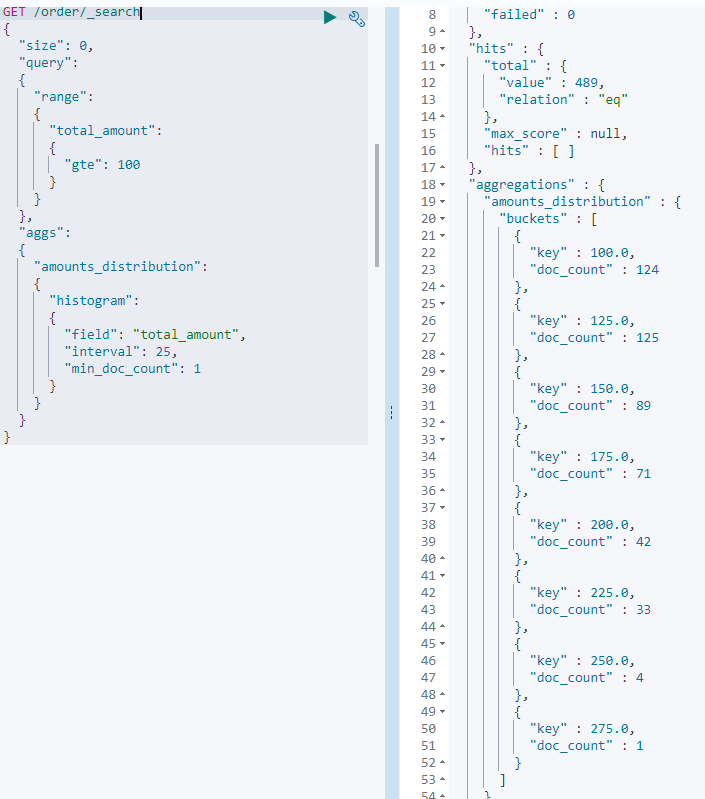 GET /order/_search
{
"size": 0,
"query":
{
"range":
{
"total_amount":
{
"gte": 100
}
}
},
"aggs":
{
"amounts_distribution":
{
"histogram":
{
"field": "total_amount",
"interval": 25,
"min_doc_count": 1
}
}
}
}
8 "failed" : 0
9 },
10 "hits" : {
11 "total" : {
12 "value" : 489,
13 "relation" : "eq"
14 },
15 "max_score" : null,
16 "hits" : [ ]
17 },
18 "aggregations" : {
19 "amounts_distribution" : {
20 "buckets" : [
21 {
22 "key" : 100.0,
23 "doc_count" : 124
24 },
25 {
26 "key" : 125.0,
27 "doc_count" : 125
28 },
29 {
30 "key" : 150.0,
31 "doc_count" : 89
32 },
33 {
34 "key" : 175.0,
35 "doc_count" : 71
36 },
37 {
38 "key" : 200.0,
39 "doc_count" : 42
40 },
41 {
42 "key" : 225.0,
43 "doc_count" : 33
44 },
45 {
46 "key" : 250.0,
47 "doc_count" : 4
48 },
49 {
50 "key" : 275.0,
51 "doc_count" : 1
52 }
53 ]
54 }